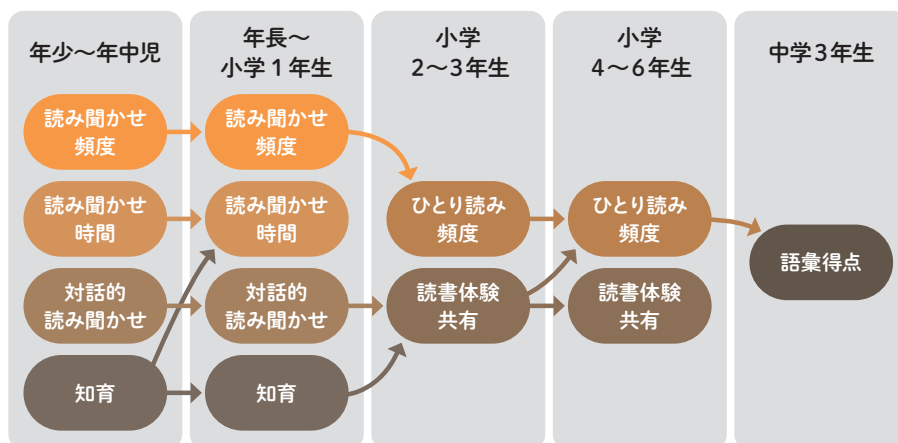 年少～年中児
読み聞かせ
頻度
読み聞かせ
時間
対話的
読み聞かせ
知育
年長～
小学1年生
読み聞かせ
頻度
読み聞かせ
時間
対話的
読み聞かせ
知育
小学
2～3年生
ひとり読み
頻度
読書体験
共有
小学
4～6年生
ひとり読み
頻度
読書体験
共有
中学3年生
語彙得点